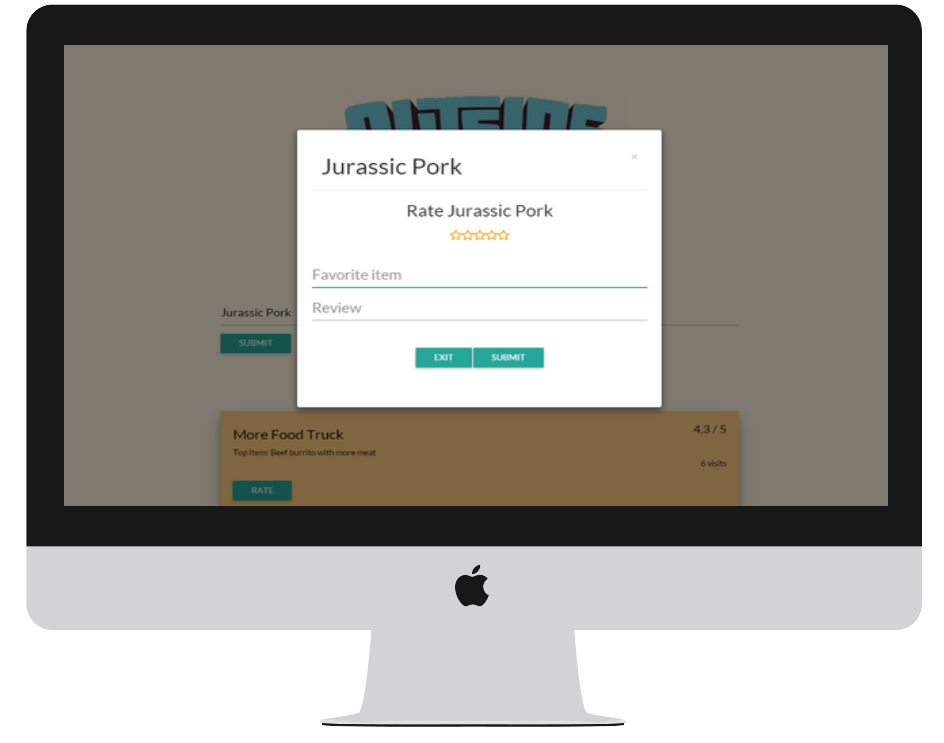 OUTSIDE
Jurassic Pork
×
Rate Jurassic Pork
Favorite item
Review
EXIT
SUBMIT
Jurassic Pork
SUBMIT
More Food Truck
4.3 / 5
Top Item: Beef burrito with more meat
6 visits
RATE